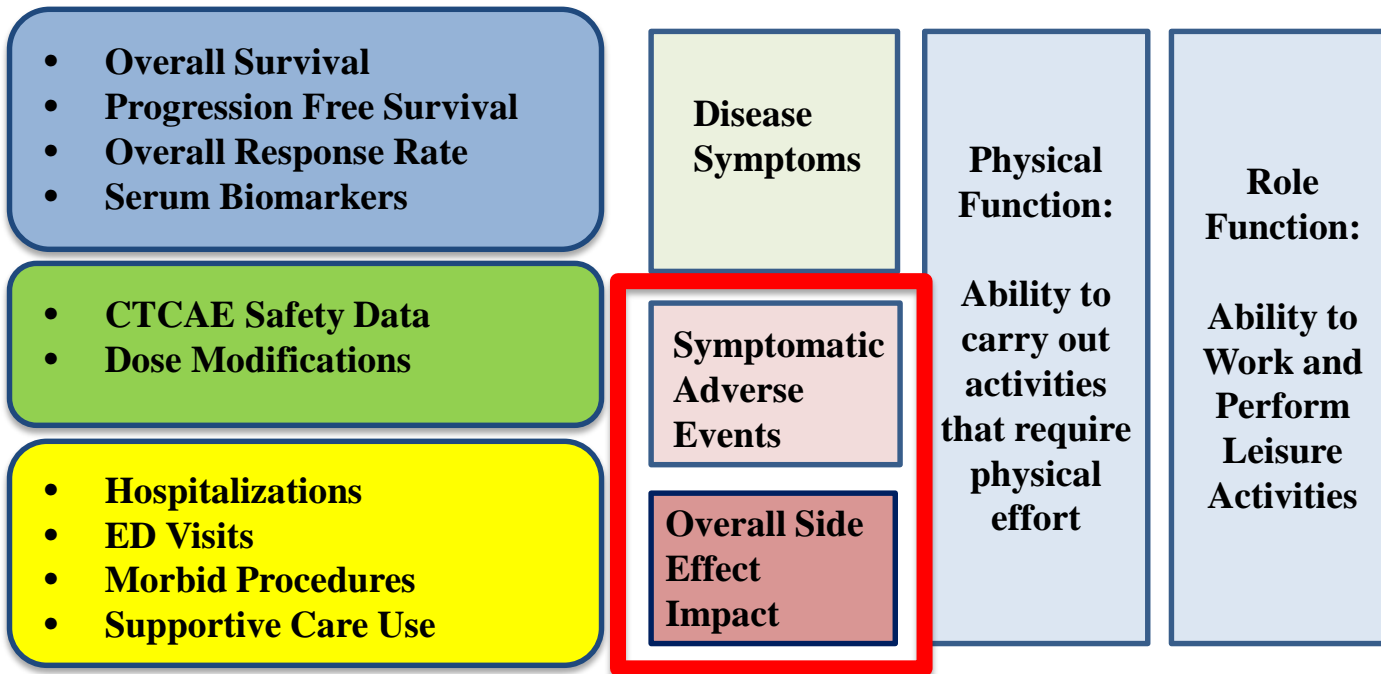 • Overall Survival
• Progression Free Survival
• Overall Response Rate
• Serum Biomarkers
• CTCAE Safety Data
• Dose Modifications
• Hospitalizations
• ED Visits
• Morbid Procedures
• Supportive Care Use
Disease
Symptoms
Symptomatic
Adverse
Events
Overall Side
Effect
Impact
Physical
Function:
Ability to
carry out
activities
that require
physical
effort
Role
Function:
Ability to
Work and
Perform
Leisure
Activities